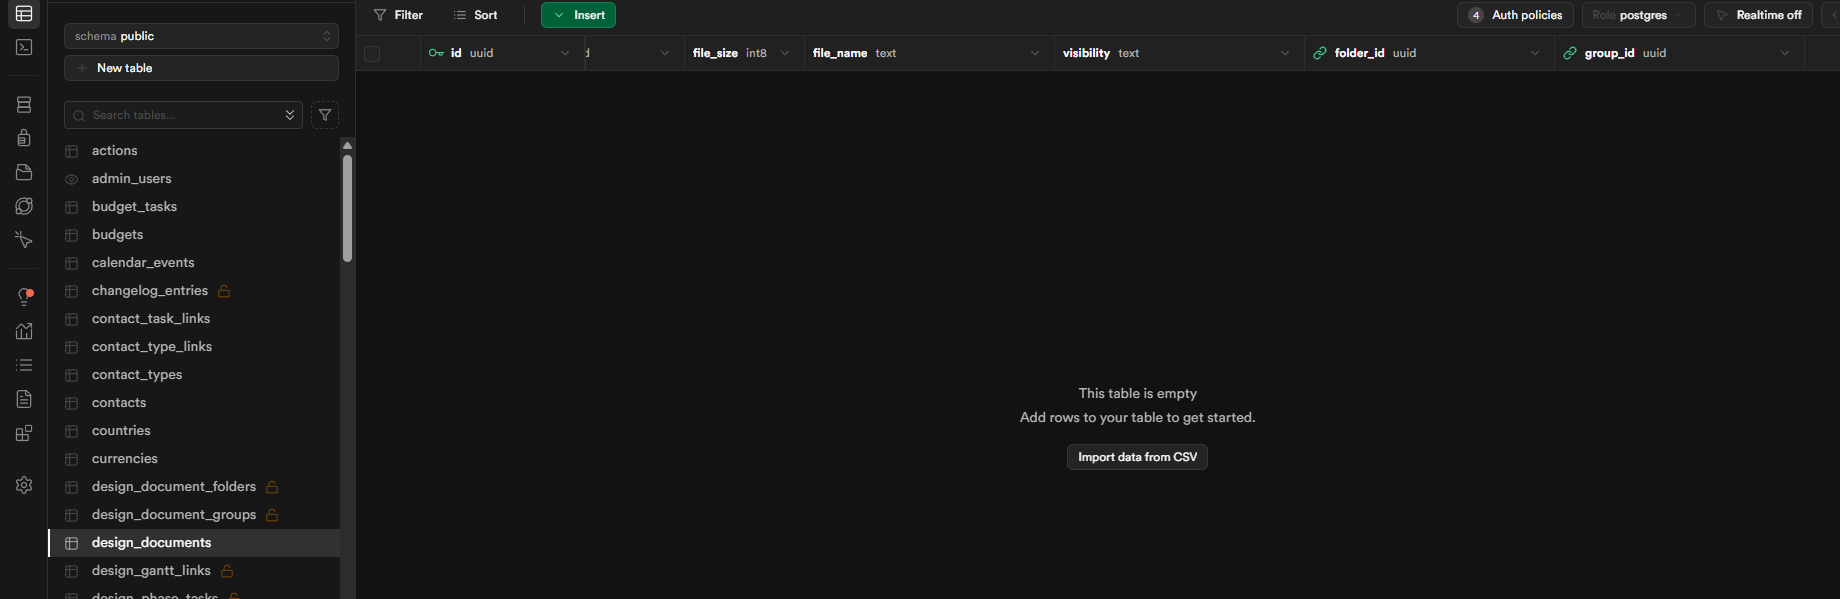 schema public
New table
Search tables...
actions
admin_users
budget_tasks
budgets
calendar_events
changelog_entries
contact_task_links
contact_type_links
contact_types
contacts
countries
currencies
design_document_folders
design_document_groups
design_documents
design_gantt_links
design_phase_tasks
Filter
Sort
Insert
4 Auth policies
Role postgres
Realtime off
id uuid
file_size int8
file_name text
visibility text
folder_id uuid
group_id uuid
This table is empty
Add rows to your table to get started.
Import data from CSV